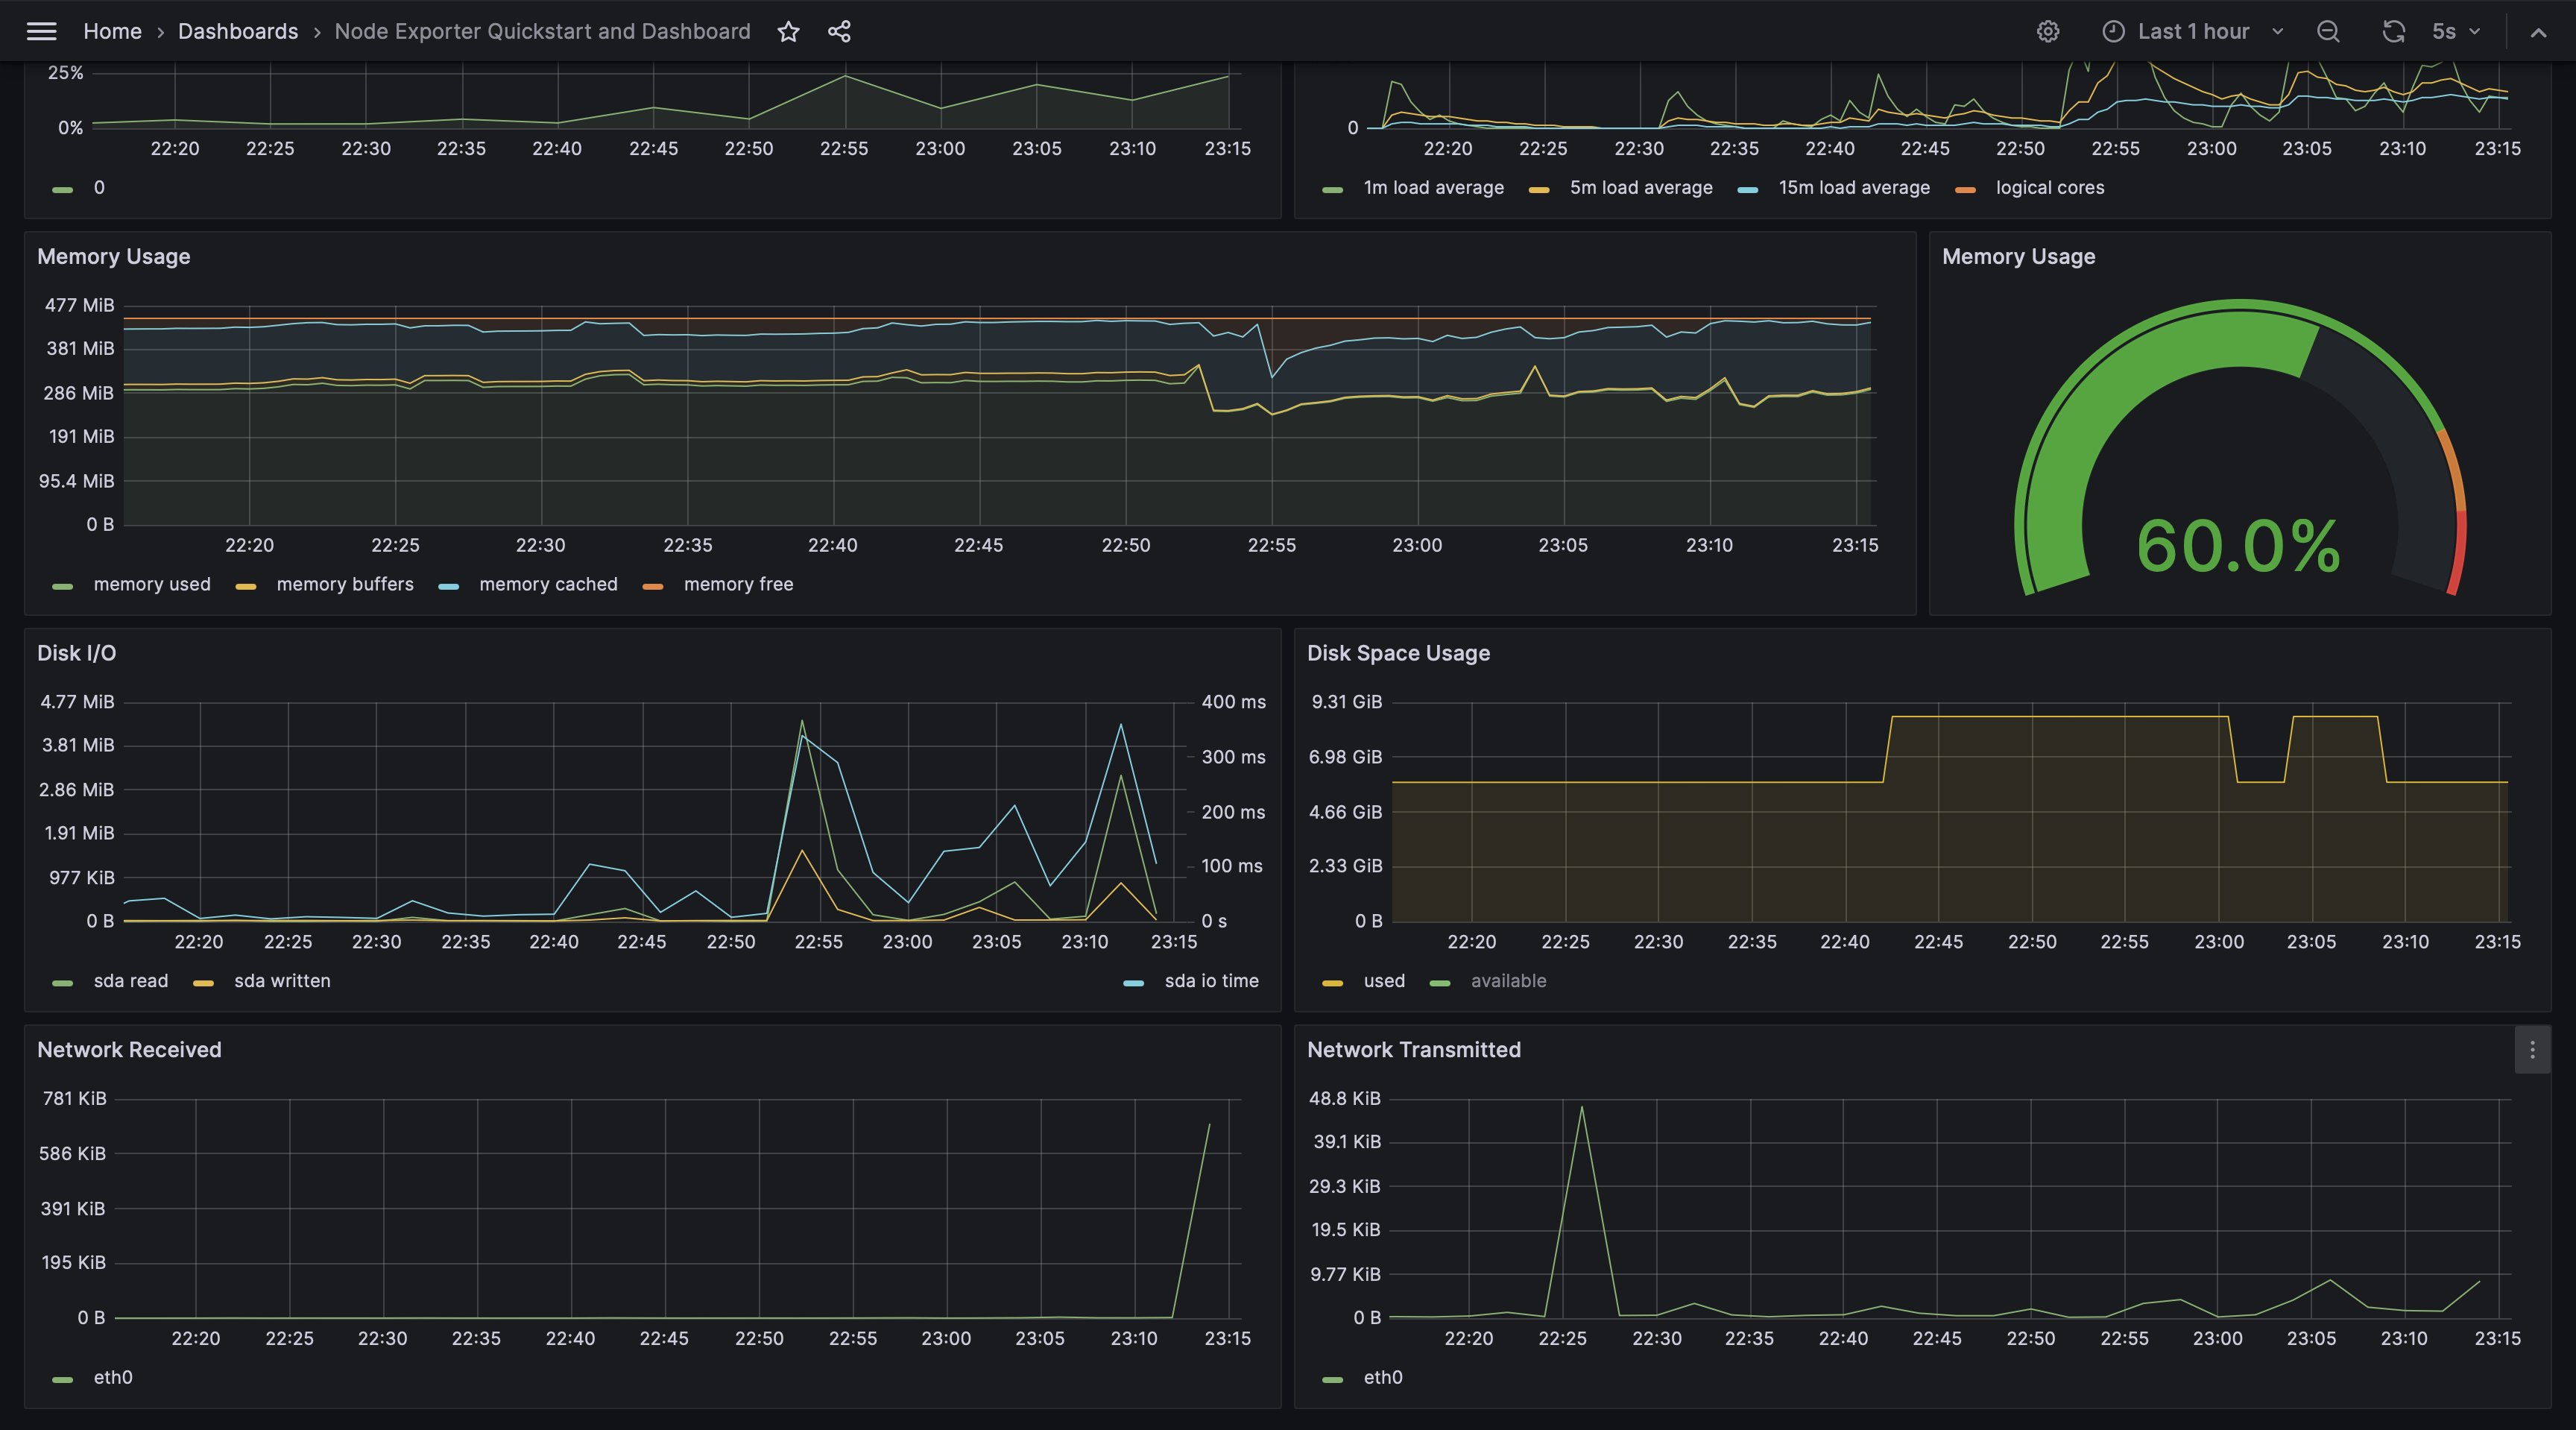 Home › Dashboards › Node Exporter Quickstart and Dashboard Last 1 hour 5s
25%
0%
22:20 22:25 22:30 22:35 22:40 22:45 22:50 22:55 23:00 23:05 23:10 23:15
0
0
22:20 22:25 22:30 22:35 22:40 22:45 22:50 22:55 23:00 23:05 23:10 23:15
1m load average 5m load average 15m load average logical cores
Memory Usage
477 MiB
381 MiB
286 MiB
191 MiB
95.4 MiB
0 B
22:20 22:25 22:30 22:35 22:40 22:45 22:50 22:55 23:00 23:05 23:10 23:15
memory used memory buffers memory cached memory free
Memory Usage
60.0%
Disk I/O
4.77 MiB
3.81 MiB
2.86 MiB
1.91 MiB
977 KiB
0 B
400 ms
300 ms
200 ms
100 ms
0 s
22:20 22:25 22:30 22:35 22:40 22:45 22:50 22:55 23:00 23:05 23:10 23:15
sda read sda written sda io time
Disk Space Usage
9.31 GiB
6.98 GiB
4.66 GiB
2.33 GiB
0 B
22:20 22:25 22:30 22:35 22:40 22:45 22:50 22:55 23:00 23:05 23:10 23:15
used available
Network Received
781 KiB
586 KiB
391 KiB
195 KiB
0 B
22:20 22:25 22:30 22:35 22:40 22:45 22:50 22:55 23:00 23:05 23:10 23:15
eth0
Network Transmitted
48.8 KiB
39.1 KiB
29.3 KiB
19.5 KiB
9.77 KiB
0 B
22:20 22:25 22:30 22:35 22:40 22:45 22:50 22:55 23:00 23:05 23:10 23:15
eth0